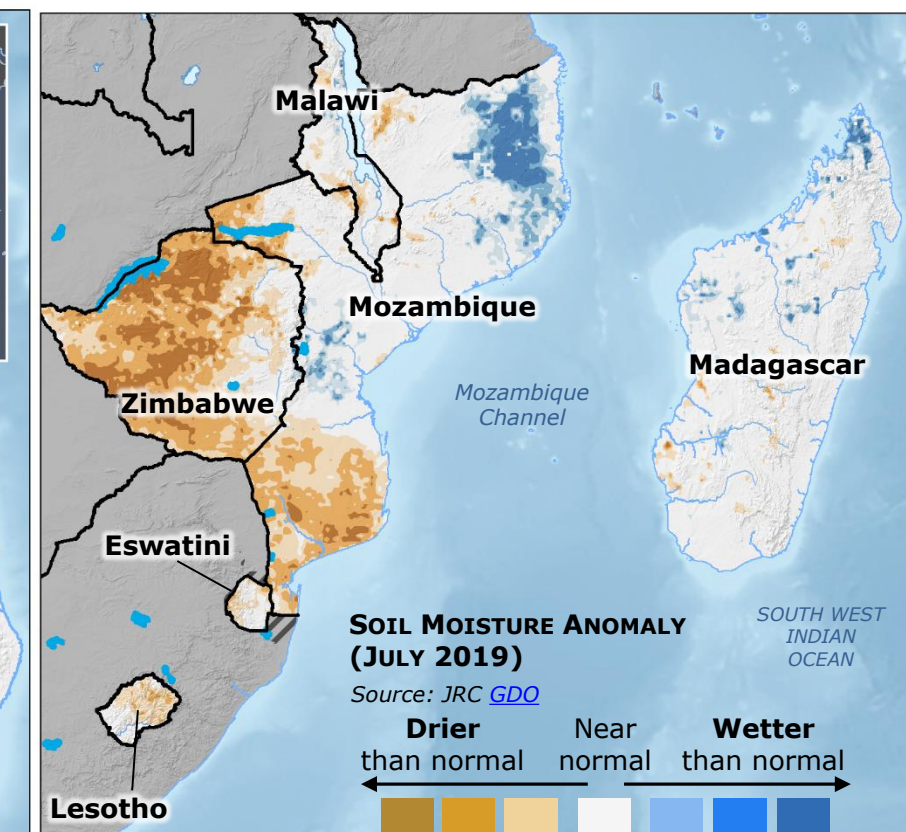 Malawi
Mozambique
Madagascar
Mozambique
Channel
Zimbabwe
Eswatini
SOIL MOISTURE ANOMALY
(JULY 2019)
Source: JRC GDO
SOUTH WEST
INDIAN
OCEAN
Drier
than normal
Near
normal
Wetter
than normal
Lesotho